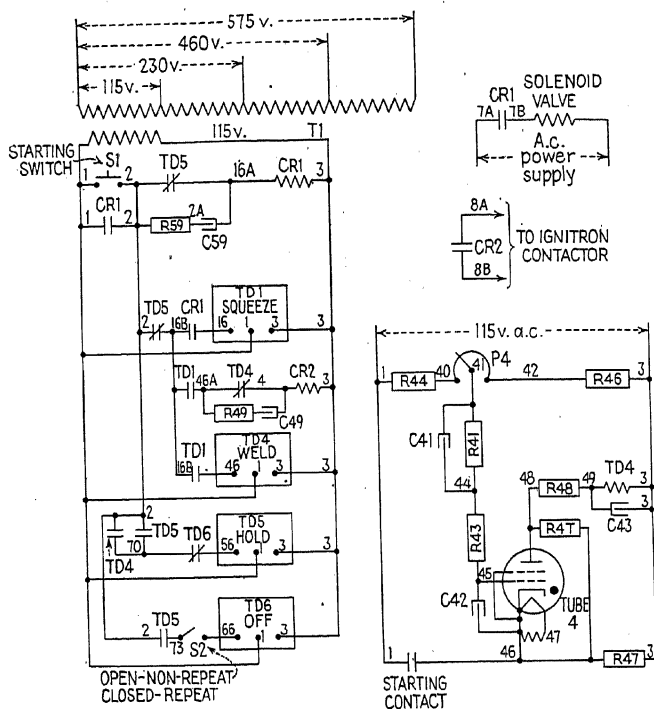 575 v.
460 v.
230 v.
115 v.
115 v. T1
STARTING SWITCH
S1
1 2 TD5 16A CR1 3
CR1
1 2 R59 2A C59
TD5 CR1 TD1 SQUEEZE
2 16B 16 1 3 3
TD1 46A TD4 4 CR2 3
R49 C49
TD1 TD4 WELD
16B 46 1 3 3
2
TD4 TD5 TD6 TD5 HOLD
70 56 1 3 3
TD5 TD6 OFF
2 73 S2 66 1 3
OPEN-NON-REPEAT
CLOSED-REPEAT
SOLENOID VALVE
7A CR1 7B
A.c. power supply
8A
CR2
8B
TO IGNITRON CONTACTOR
115 v. a.c.
1 R44 40 41 P4 42 R46 3
C41 R41
44
48 R48 49 TD4 3
C43 3
R43 R4T
45
C42
TUBE 4
47
1 46 R47 3
STARTING CONTACT